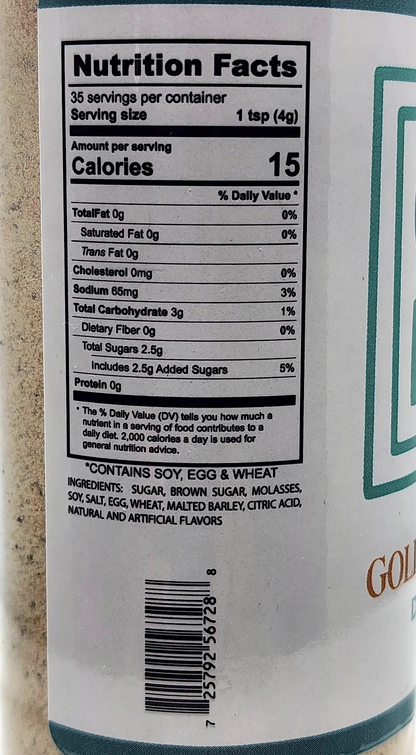 Nutrition Facts
35 servings per container
Serving size 1 tsp (4g)
Amount per serving
Calories 15
% Daily Value *
TotalFat 0g 0%
Saturated Fat 0g 0%
Trans Fat 0g
Cholesterol 0mg 0%
Sodium 65mg 3%
Total Carbohydrate 3g 1%
Dietary Fiber 0g 0%
Total Sugars 2.5g
Includes 2.5g Added Sugars 5%
Protein 0g
* The % Daily Value (DV) tells you how much a
nutrient in a serving of food contributes to a
daily diet. 2,000 calories a day is used for
general nutrition advice.
*CONTAINS SOY, EGG & WHEAT
INGREDIENTS: SUGAR, BROWN SUGAR, MOLASSES,
SOY, SALT, EGG, WHEAT, MALTED BARLEY, CITRIC ACID,
NATURAL AND ARTIFICIAL FLAVORS
7 25792 56728 8
GOL